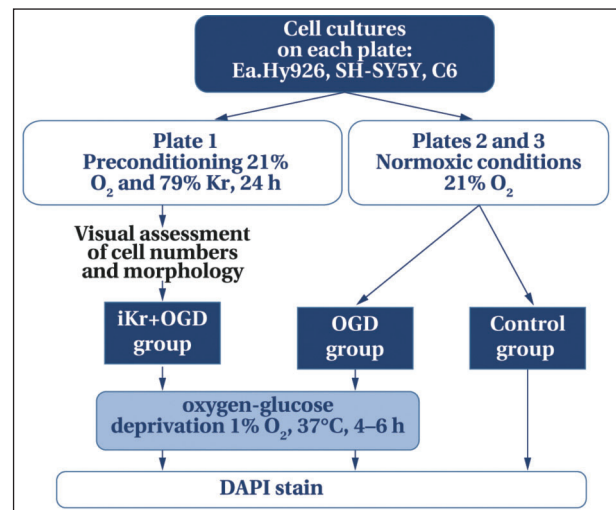 Cell cultures
on each plate:
Ea.Hy926, SH-SY5Y, C6
Plate 1
Preconditioning 21%
O₂ and 79% Kr, 24 h
Plates 2 and 3
Normoxic conditions
21% O₂
Visual assessment
of cell numbers
and morphology
iKr+OGD
group
OGD
group
Control
group
oxygen-glucose
deprivation 1% O₂, 37°C, 4–6 h
DAPI stain